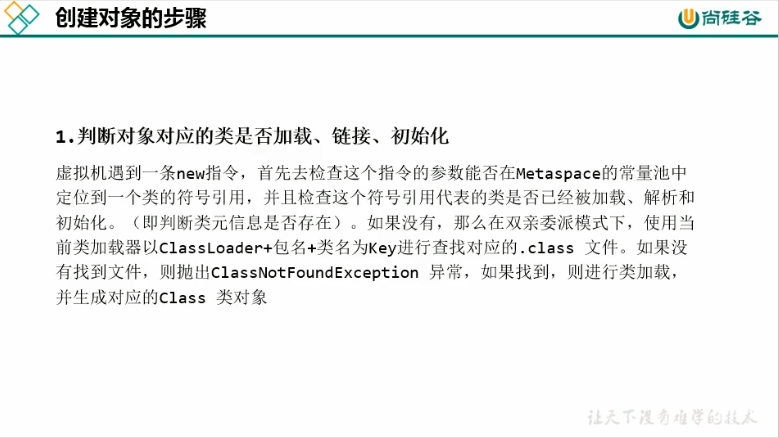 创建对象的步骤
尚硅谷
1.判断对象对应的类是否加载、链接、初始化
虚拟机遇到一条new指令，首先去检查这个指令的参数能否在Metaspace的常量池中
定位到一个类的符号引用，并且检查这个符号引用代表的类是否已经被加载、解析和
初始化。（即判断类元信息是否存在）。如果没有，那么在双亲委派模式下，使用当
前类加载器以ClassLoader+包名+类名为Key进行查找对应的.class 文件。如果没
有找到文件，则抛出ClassNotFoundException 异常，如果找到，则进行类加载，
并生成对应的Class 类对象
让天下没有难学的技术